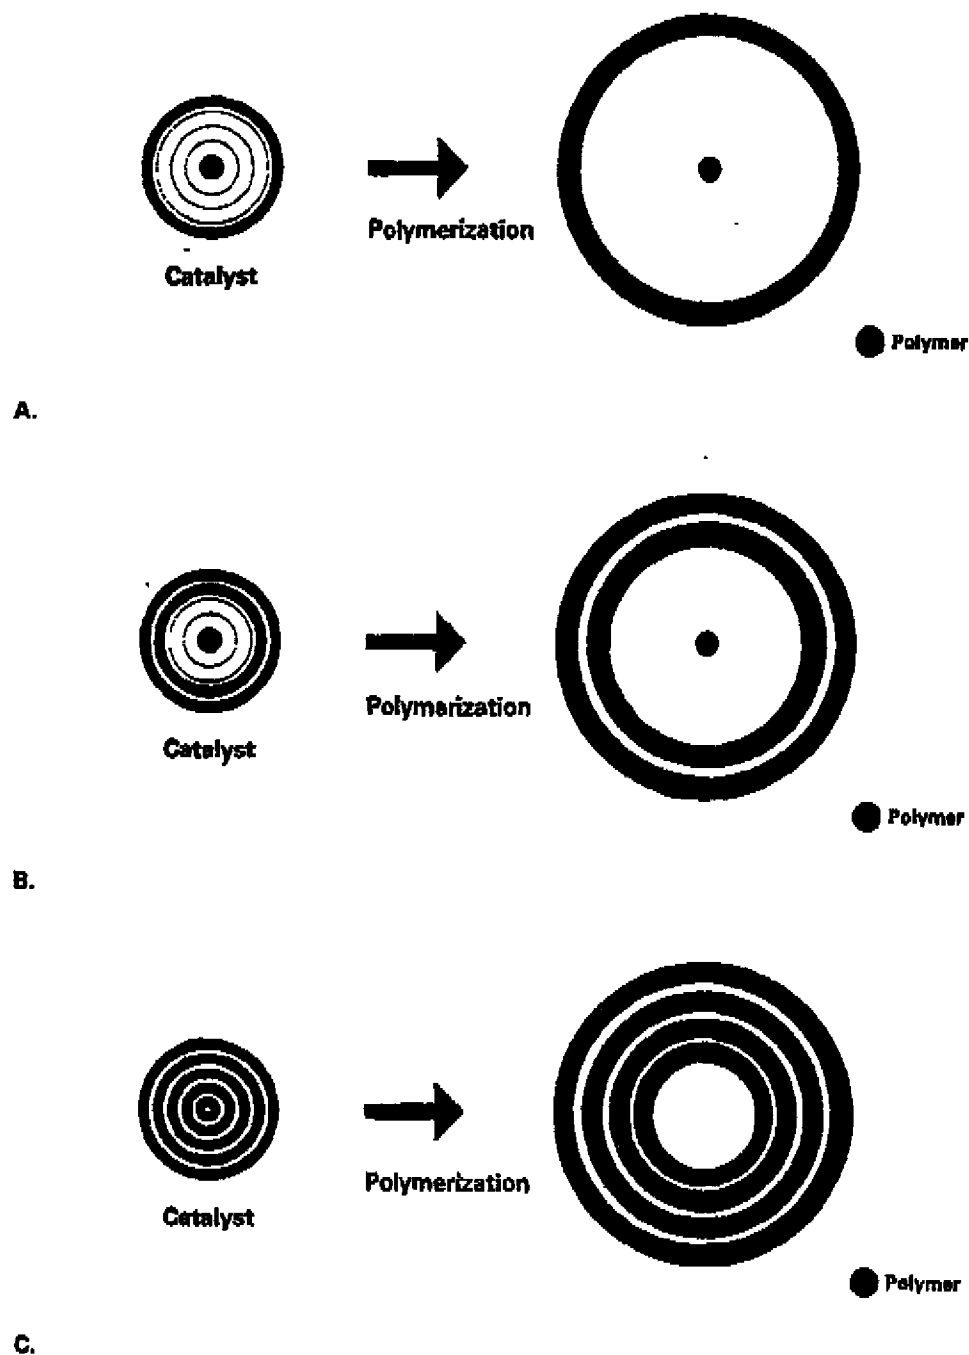 Polymerization
Catalyst
Polymer
A.
Polymerization
Catalyst
Polymer
B.
Polymerization
Catalyst
Polymer
C.